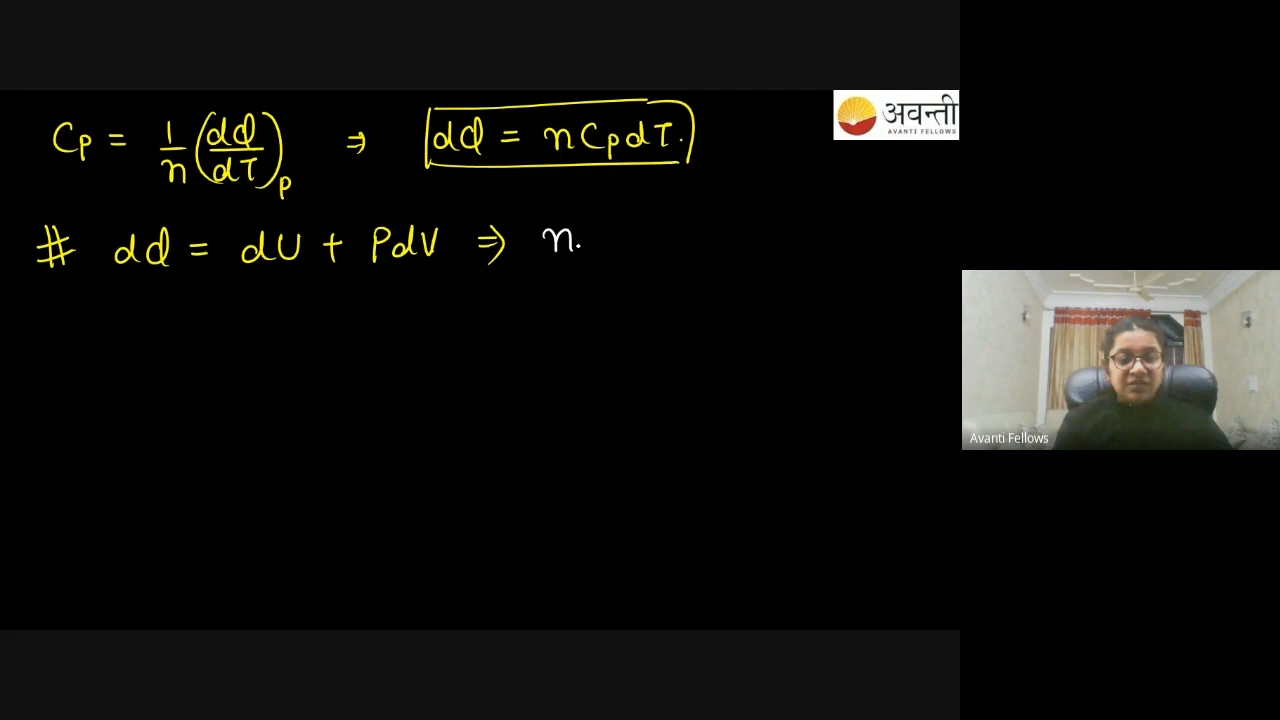 Cp = 1/n (dQ/dT)p ⇒ dQ = nCpdT.
# dQ = dU + PdV ⇒ n.
अवन्ती
AVANTI FELLOWS
Avanti Fellows